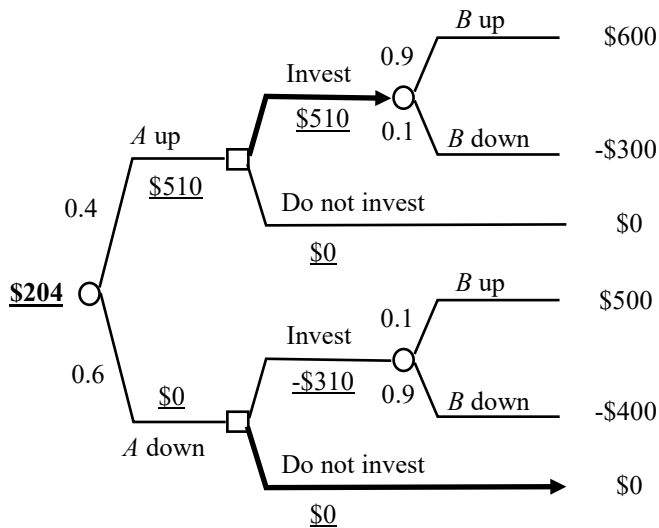 B up
$600
0.9
Invest
$510
0.1
B down
-$300
A up
$510
Do not invest
$0
$0
0.4
$204
B up
$500
0.1
Invest
-$310
0.6
0.9
$0
B down
-$400
A down
Do not invest
$0
$0